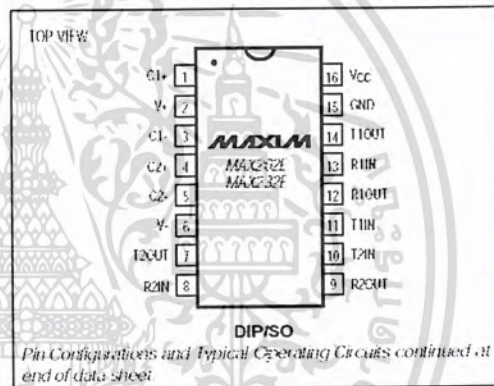 TOP VIEW
C1+ 1
V+ 2
C1- 3
C2+ 4
C2- 5
V- 6
T2OUT 7
R2IN 8
16 VCC
15 GND
14 T1OUT
13 R1IN
12 R1OUT
11 T1IN
10 T2IN
9 R2OUT
MAXIM
MAX202E
MAX232E
DIP/SO
Pin Configurations and Typical Operating Circuits continued at
end of data sheet.